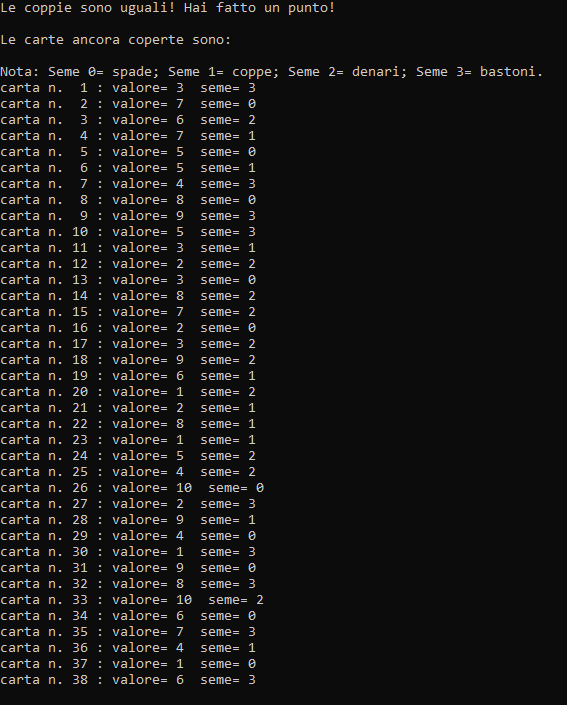 Le coppie sono uguali! Hai fatto un punto!
Le carte ancora coperte sono:
Nota: Seme 0= spade; Seme 1= coppe; Seme 2= denari; Seme 3= bastoni.
carta n.  1 : valore= 3  seme= 3
carta n.  2 : valore= 7  seme= 0
carta n.  3 : valore= 6  seme= 2
carta n.  4 : valore= 7  seme= 1
carta n.  5 : valore= 5  seme= 0
carta n.  6 : valore= 5  seme= 1
carta n.  7 : valore= 4  seme= 3
carta n.  8 : valore= 8  seme= 0
carta n.  9 : valore= 9  seme= 3
carta n. 10 : valore= 5  seme= 3
carta n. 11 : valore= 3  seme= 1
carta n. 12 : valore= 2  seme= 2
carta n. 13 : valore= 3  seme= 0
carta n. 14 : valore= 8  seme= 2
carta n. 15 : valore= 7  seme= 2
carta n. 16 : valore= 2  seme= 0
carta n. 17 : valore= 3  seme= 2
carta n. 18 : valore= 9  seme= 2
carta n. 19 : valore= 6  seme= 1
carta n. 20 : valore= 1  seme= 2
carta n. 21 : valore= 2  seme= 1
carta n. 22 : valore= 8  seme= 1
carta n. 23 : valore= 1  seme= 1
carta n. 24 : valore= 5  seme= 2
carta n. 25 : valore= 4  seme= 2
carta n. 26 : valore= 10  seme= 0
carta n. 27 : valore= 2  seme= 3
carta n. 28 : valore= 9  seme= 1
carta n. 29 : valore= 4  seme= 0
carta n. 30 : valore= 1  seme= 3
carta n. 31 : valore= 9  seme= 0
carta n. 32 : valore= 8  seme= 3
carta n. 33 : valore= 10  seme= 2
carta n. 34 : valore= 6  seme= 0
carta n. 35 : valore= 7  seme= 3
carta n. 36 : valore= 4  seme= 1
carta n. 37 : valore= 1  seme= 0
carta n. 38 : valore= 6  seme= 3